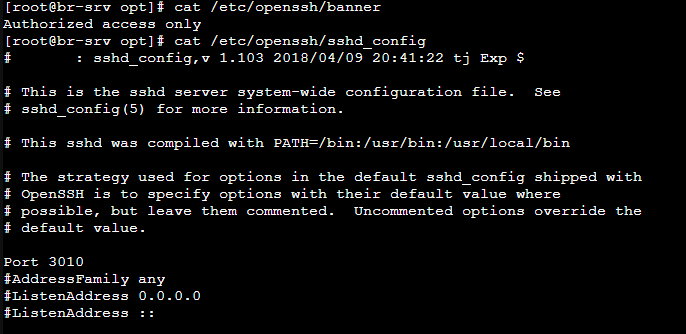 [root@br-srv opt]# cat /etc/openssh/banner
Authorized access only
[root@br-srv opt]# cat /etc/openssh/sshd_config
#       : sshd_config,v 1.103 2018/04/09 20:41:22 tj Exp $
# This is the sshd server system-wide configuration file.  See
# sshd_config(5) for more information.
# This sshd was compiled with PATH=/bin:/usr/bin:/usr/local/bin
# The strategy used for options in the default sshd_config shipped with
# OpenSSH is to specify options with their default value where
# possible, but leave them commented.  Uncommented options override the
# default value.
Port 3010
#AddressFamily any
#ListenAddress 0.0.0.0
#ListenAddress ::